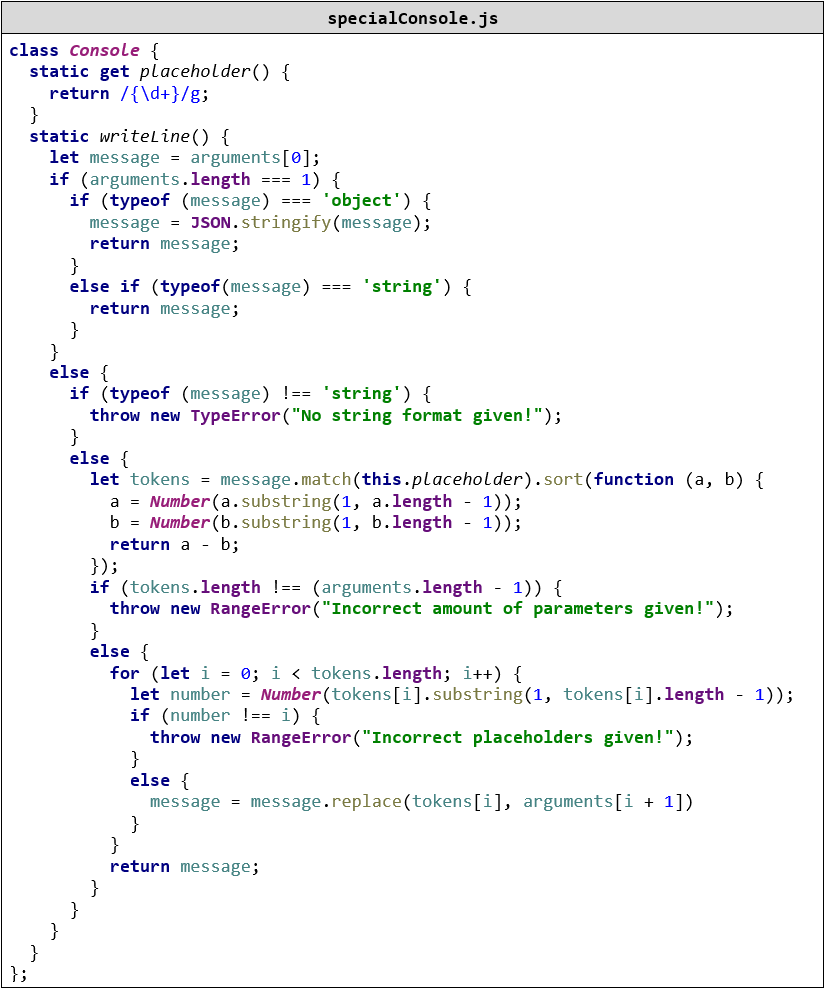 specialConsole.js
class Console {
  static get placeholder() {
    return /{\d+}/g;
  }
  static writeLine() {
    let message = arguments[0];
    if (arguments.length === 1) {
      if (typeof (message) === 'object') {
        message = JSON.stringify(message);
        return message;
      }
      else if (typeof(message) === 'string') {
        return message;
      }
    }
    else {
      if (typeof (message) !== 'string') {
        throw new TypeError("No string format given!");
      }
      else {
        let tokens = message.match(this.placeholder).sort(function (a, b) {
          a = Number(a.substring(1, a.length - 1));
          b = Number(b.substring(1, b.length - 1));
          return a - b;
        });
        if (tokens.length !== (arguments.length - 1)) {
          throw new RangeError("Incorrect amount of parameters given!");
        }
        else {
          for (let i = 0; i < tokens.length; i++) {
            let number = Number(tokens[i].substring(1, tokens[i].length - 1));
            if (number !== i) {
              throw new RangeError("Incorrect placeholders given!");
            }
            else {
              message = message.replace(tokens[i], arguments[i + 1])
            }
          }
          return message;
        }
      }
    }
  }
};